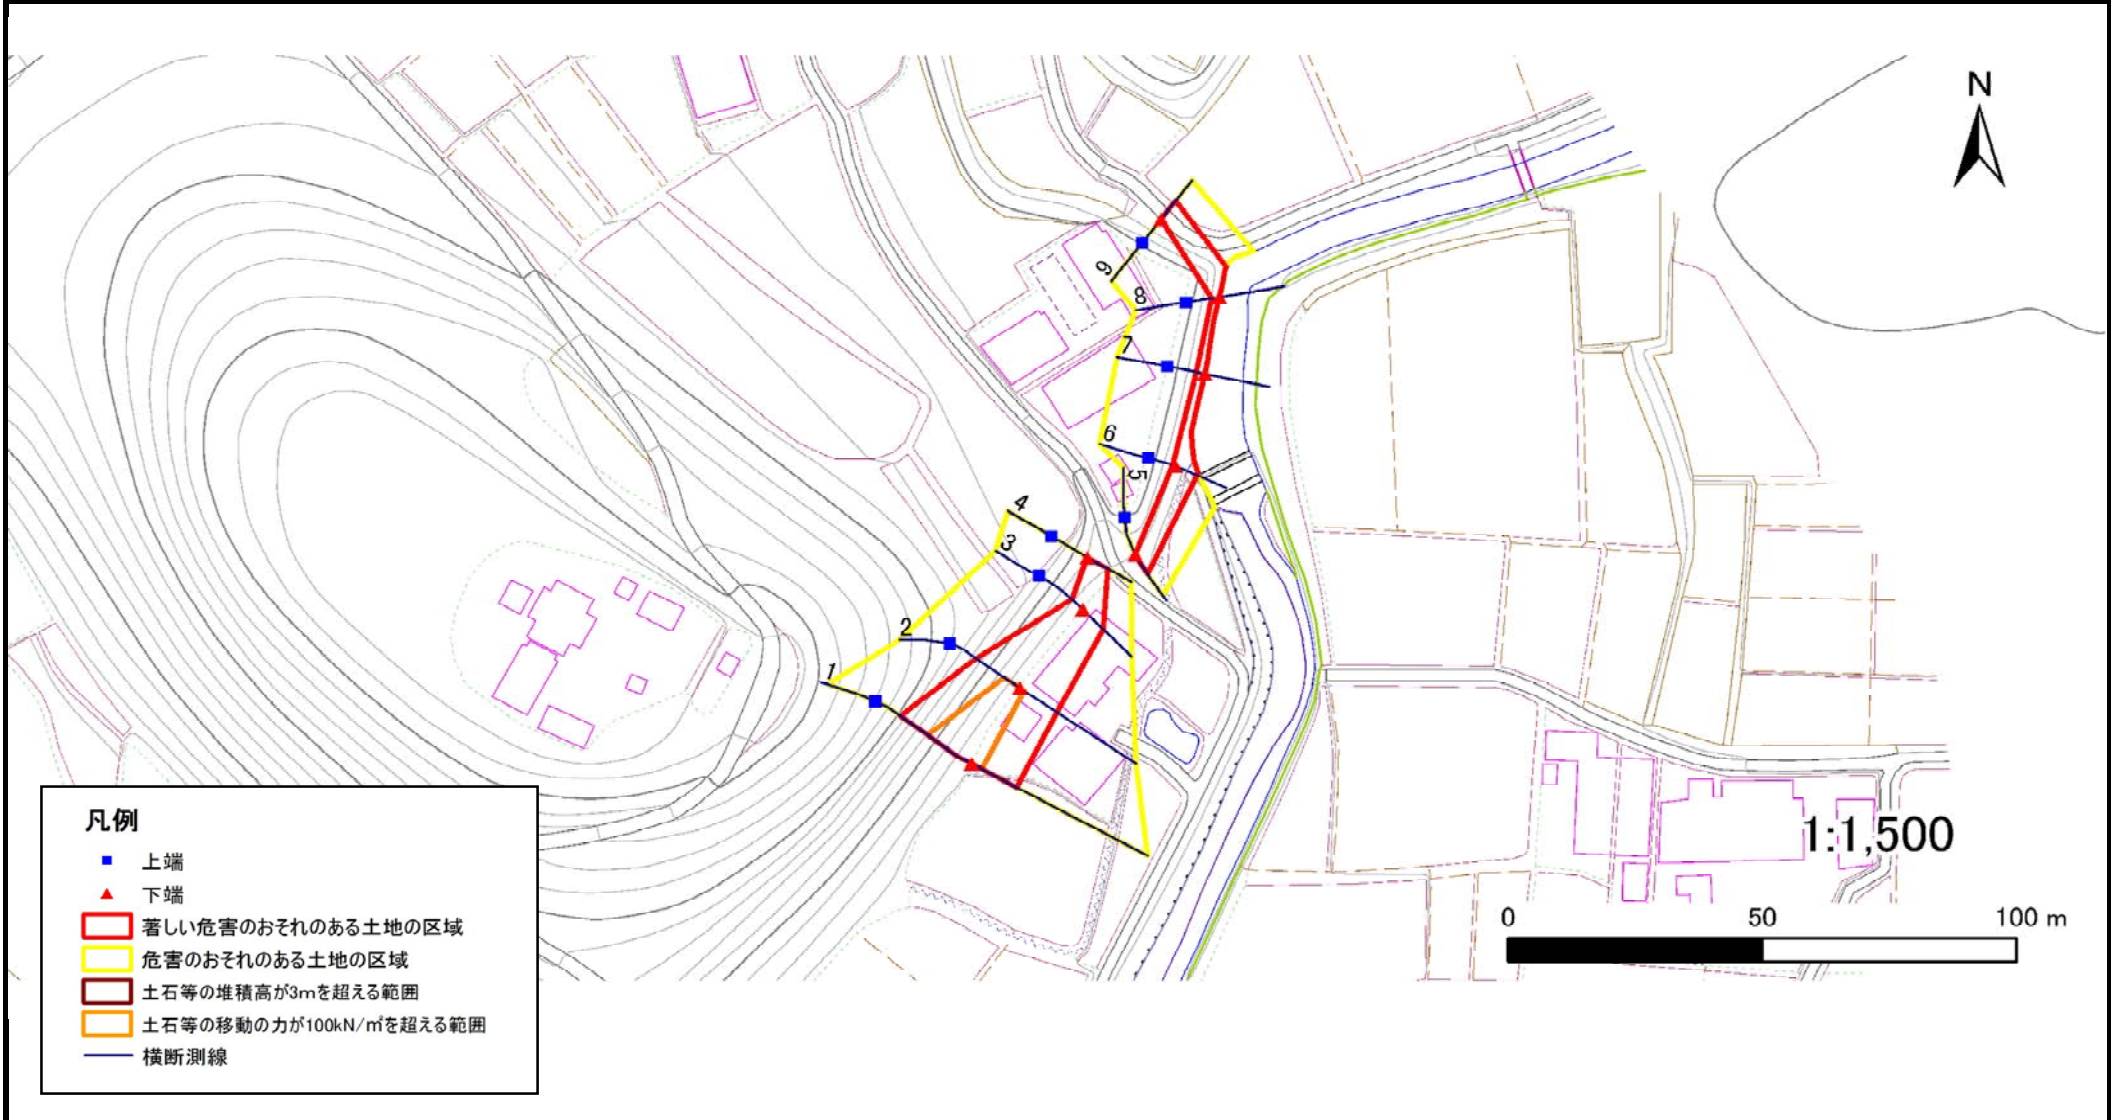 N
9
8
7
6
5
4
3
2
1
凡例
上端
下端
著しい危害のおそれのある土地の区域
危害のおそれのある土地の区域
土石等の堆積高が3mを超える範囲
土石等の移動の力が100kN/㎡を超える範囲
横断測線
1:1,500
0 50 100 m